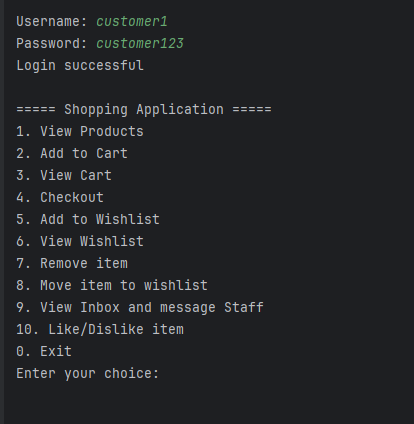 Username: customer1
Password: customer123
Login successful
===== Shopping Application =====
1. View Products
2. Add to Cart
3. View Cart
4. Checkout
5. Add to Wishlist
6. View Wishlist
7. Remove item
8. Move item to wishlist
9. View Inbox and message Staff
10. Like/Dislike item
0. Exit
Enter your choice: